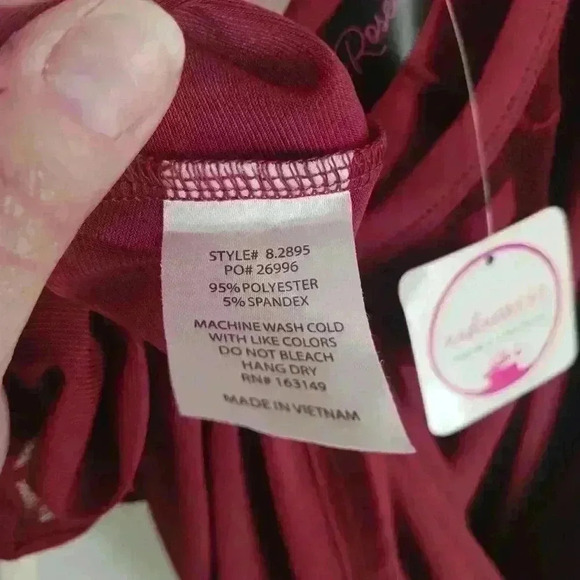 Rose
STYLE# 8.2895
PO# 26996
95% POLYESTER
5% SPANDEX
MACHINE WASH COLD
WITH LIKE COLORS
DO NOT BLEACH
HANG DRY
RN# 163149
MADE IN VIETNAM